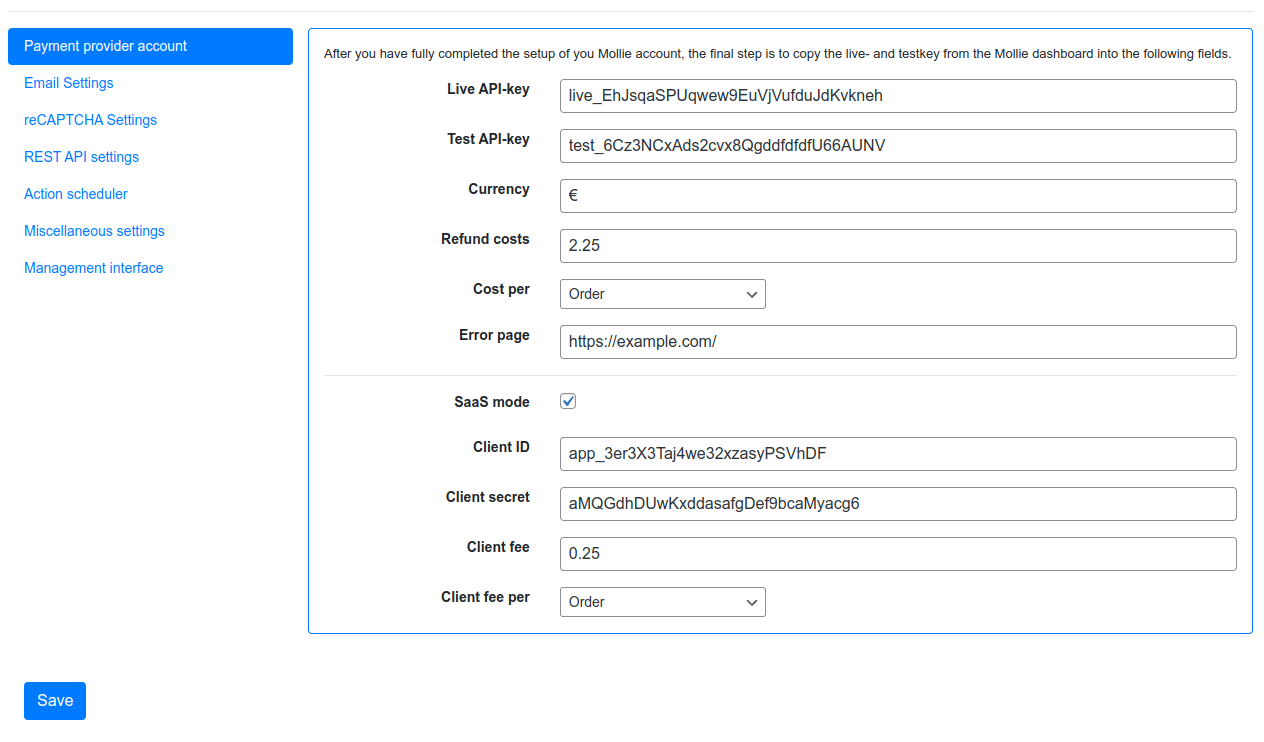 Payment provider account
Email Settings
reCAPTCHA Settings
REST API settings
Action scheduler
Miscellaneous settings
Management interface
After you have fully completed the setup of you Mollie account, the final step is to copy the live- and testkey from the Mollie dashboard into the following fields.
Live API-key live_EhJsqaSPUqwew9EuVjVufduJdKvkneh
Test API-key test_6Cz3NCxAds2cvx8QgddfdfdfU66AUNV
Currency €
Refund costs 2.25
Cost per Order
Error page https://example.com/
SaaS mode
Client ID app_3er3X3Taj4we32xzasyPSVhDF
Client secret aMQGdhDUwKxddasafgDef9bcaMyacg6
Client fee 0.25
Client fee per Order
Save